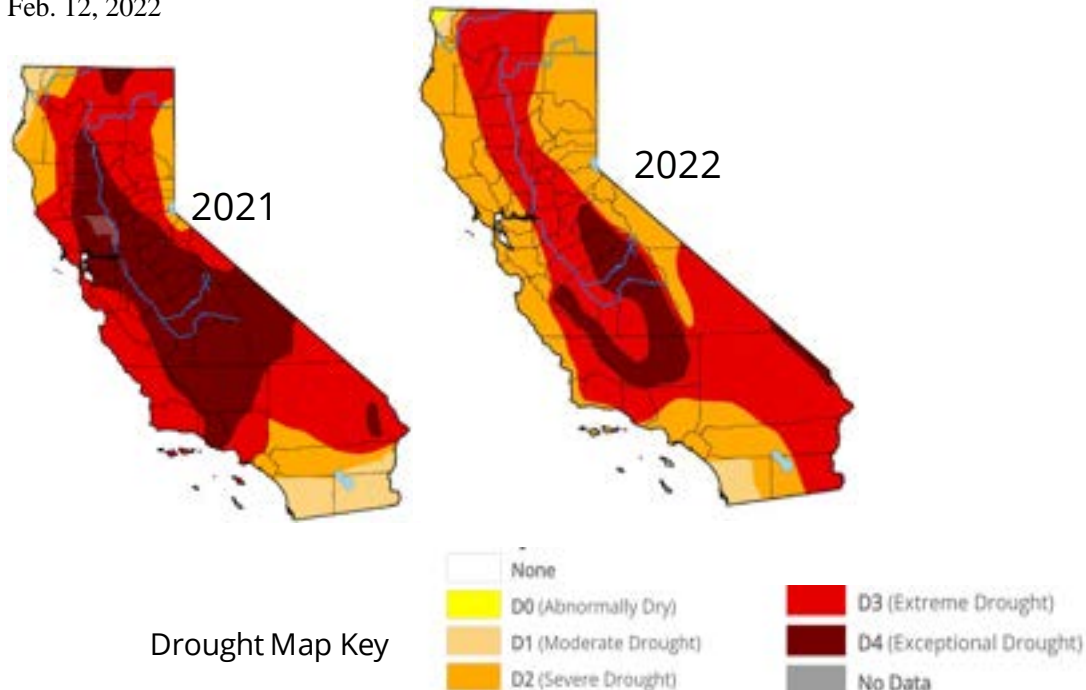 Feb. 12, 2022
2021
2022
Drought Map Key
None
D0 (Abnormally Dry)
D1 (Moderate Drought)
D2 (Severe Drought)
D3 (Extreme Drought)
D4 (Exceptional Drought)
No Data